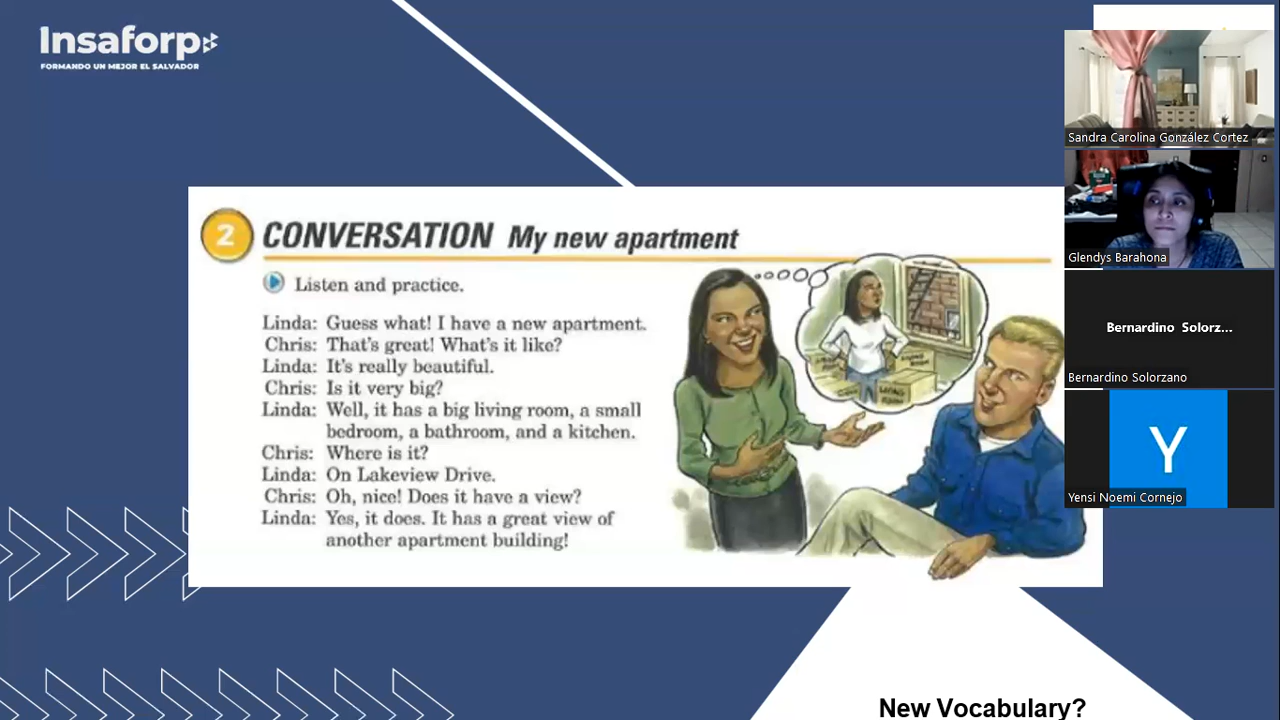 Insaforp
FORMANDO UN MEJOR EL SALVADOR
2 CONVERSATION My new apartment
Listen and practice.
Linda: Guess what! I have a new apartment.
Chris: That's great! What's it like?
Linda: It's really beautiful.
Chris: Is it very big?
Linda: Well, it has a big living room, a small
bedroom, a bathroom, and a kitchen.
Chris: Where is it?
Linda: On Lakeview Drive.
Chris: Oh, nice! Does it have a view?
Linda: Yes, it does. It has a great view of
another apartment building!
New Vocabulary?
Sandra Carolina González Cortez
Glendys Barahona
Bernardino Solorz...
Bernardino Solorzano
Y
Yensi Noemi Cornejo